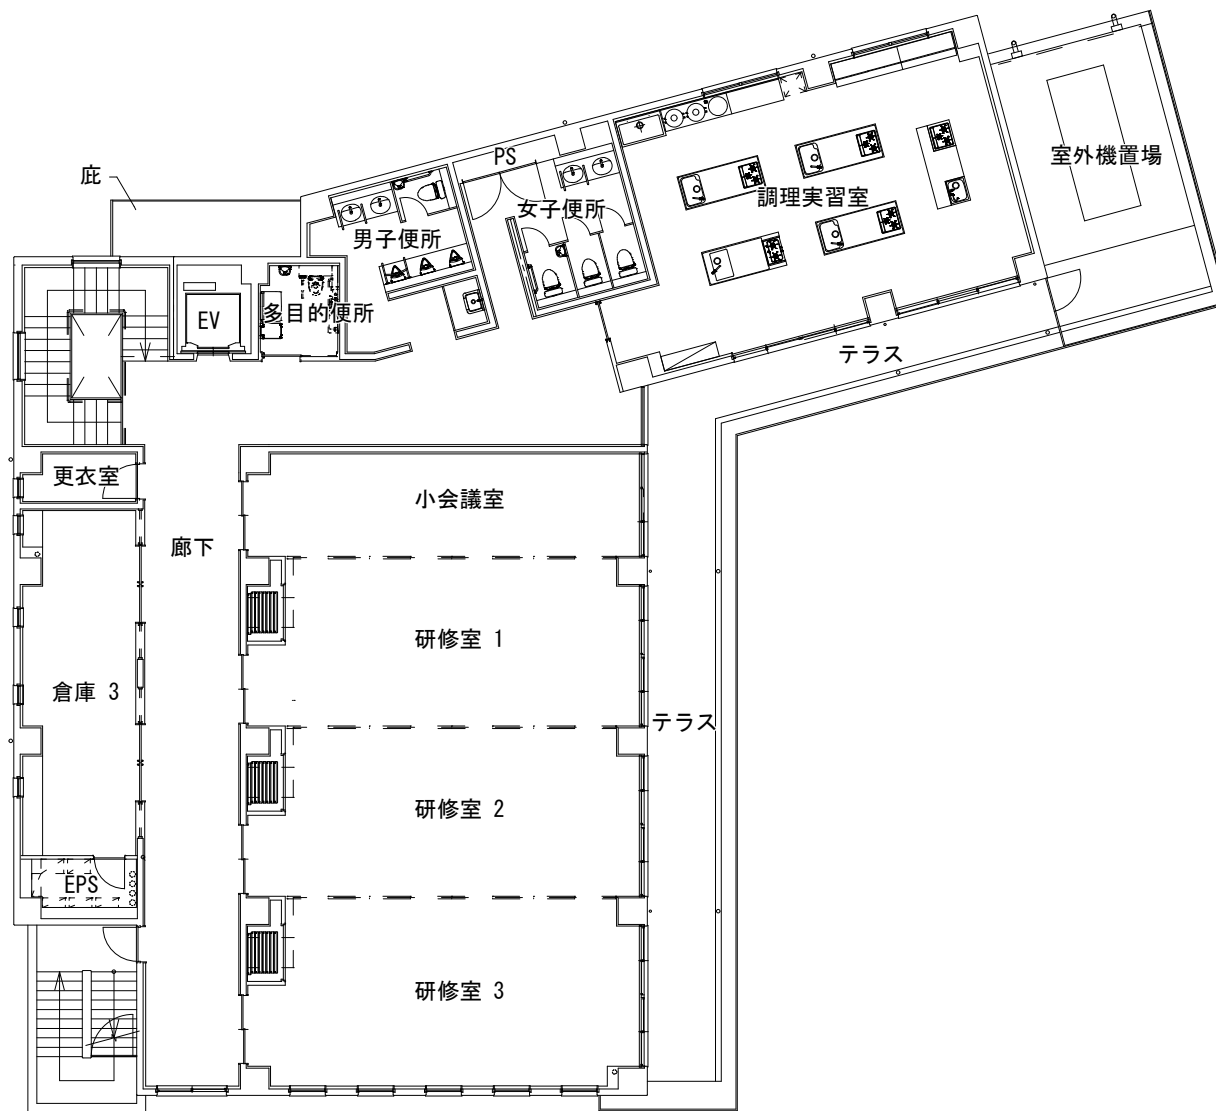 PS
室外機置場
庇
調理実習室
女子便所
男子便所
多目的便所
EV
テラス
更衣室
小会議室
廊下
研修室 1
倉庫 3
テラス
研修室 2
EPS
研修室 3